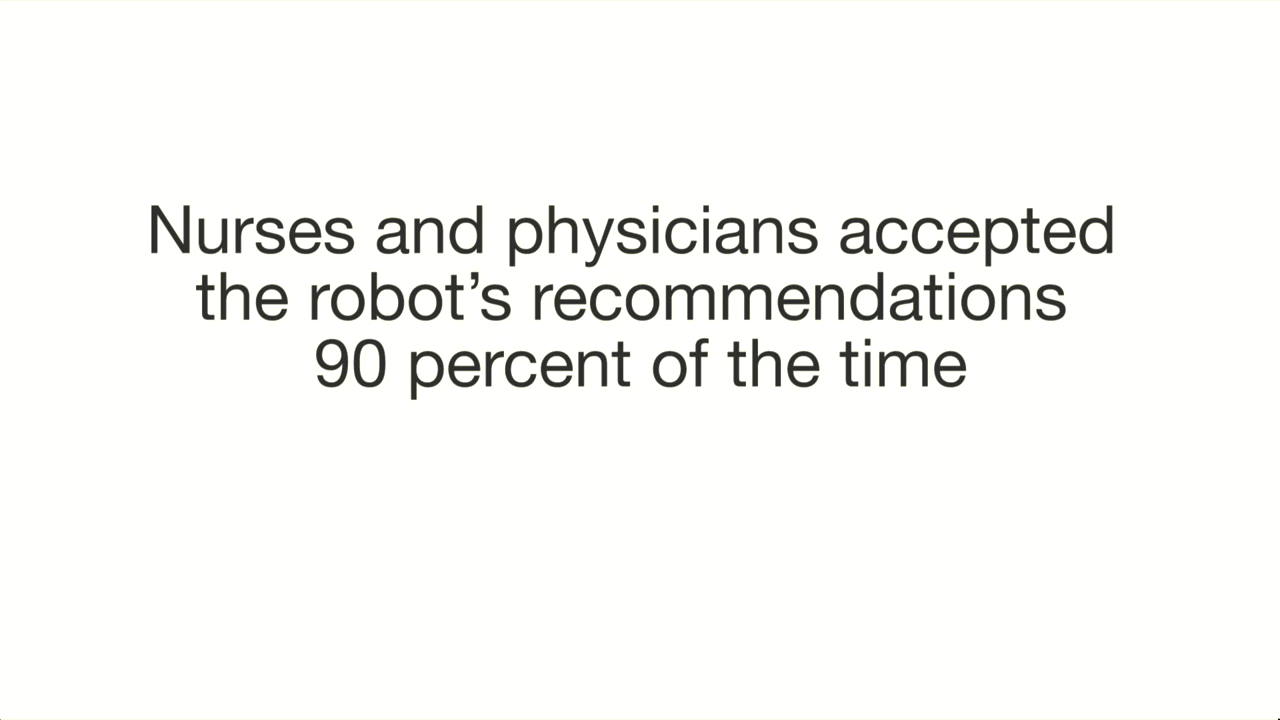 Nurses and physicians accepted
the robot’s recommendations
90 percent of the time